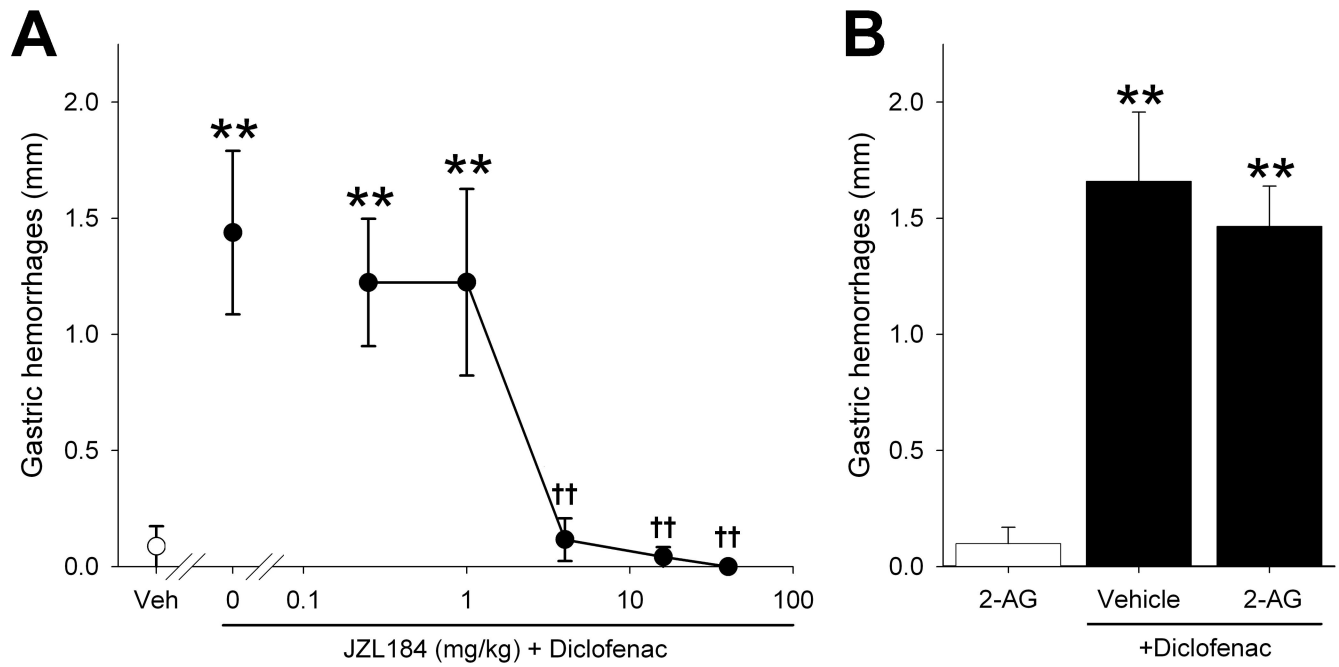 A
Gastric hemorrhages (mm)
2.0
1.5
1.0
0.5
0.0
**
**
**
††
††
††
Veh 0 0.1 1 10 100
JZL184 (mg/kg) + Diclofenac
B
Gastric hemorrhages (mm)
2.0
1.5
1.0
0.5
0.0
**
**
2-AG Vehicle 2-AG
+Diclofenac